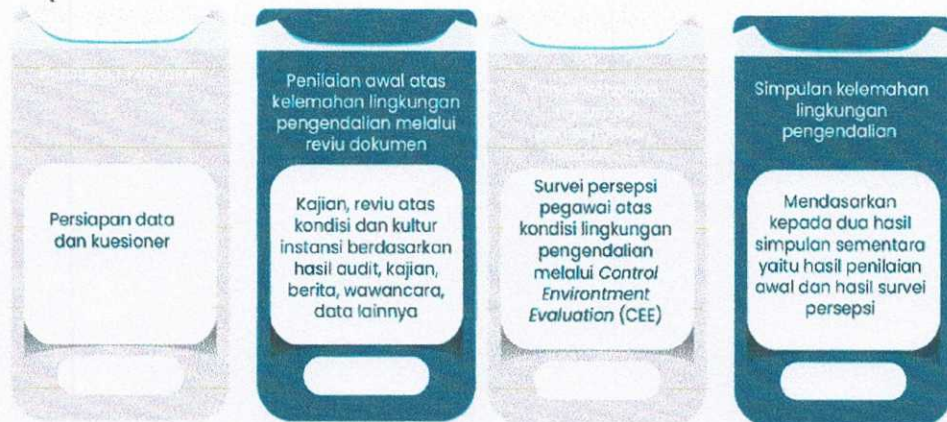 Persiapan data
dan kuesioner
Penilaian awal atas
kelemahan lingkungan
pengendalian melalui
reviu dokumen
Kajian, reviu atas
kondisi dan kultur
instansi berdasarkan
hasil audit, kajian,
berita, wawancara,
data lainnya
Survei persepsi
pegawai atas
kondisi lingkungan
pengendalian
melalui Control
Environtment
Evaluation (CEE)
Simpulan kelemahan
lingkungan
pengendalian
Mendasarkan
kepada dua hasil
simpulan sementara
yaitu hasil penilaian
awal dan hasil survei
persepsi